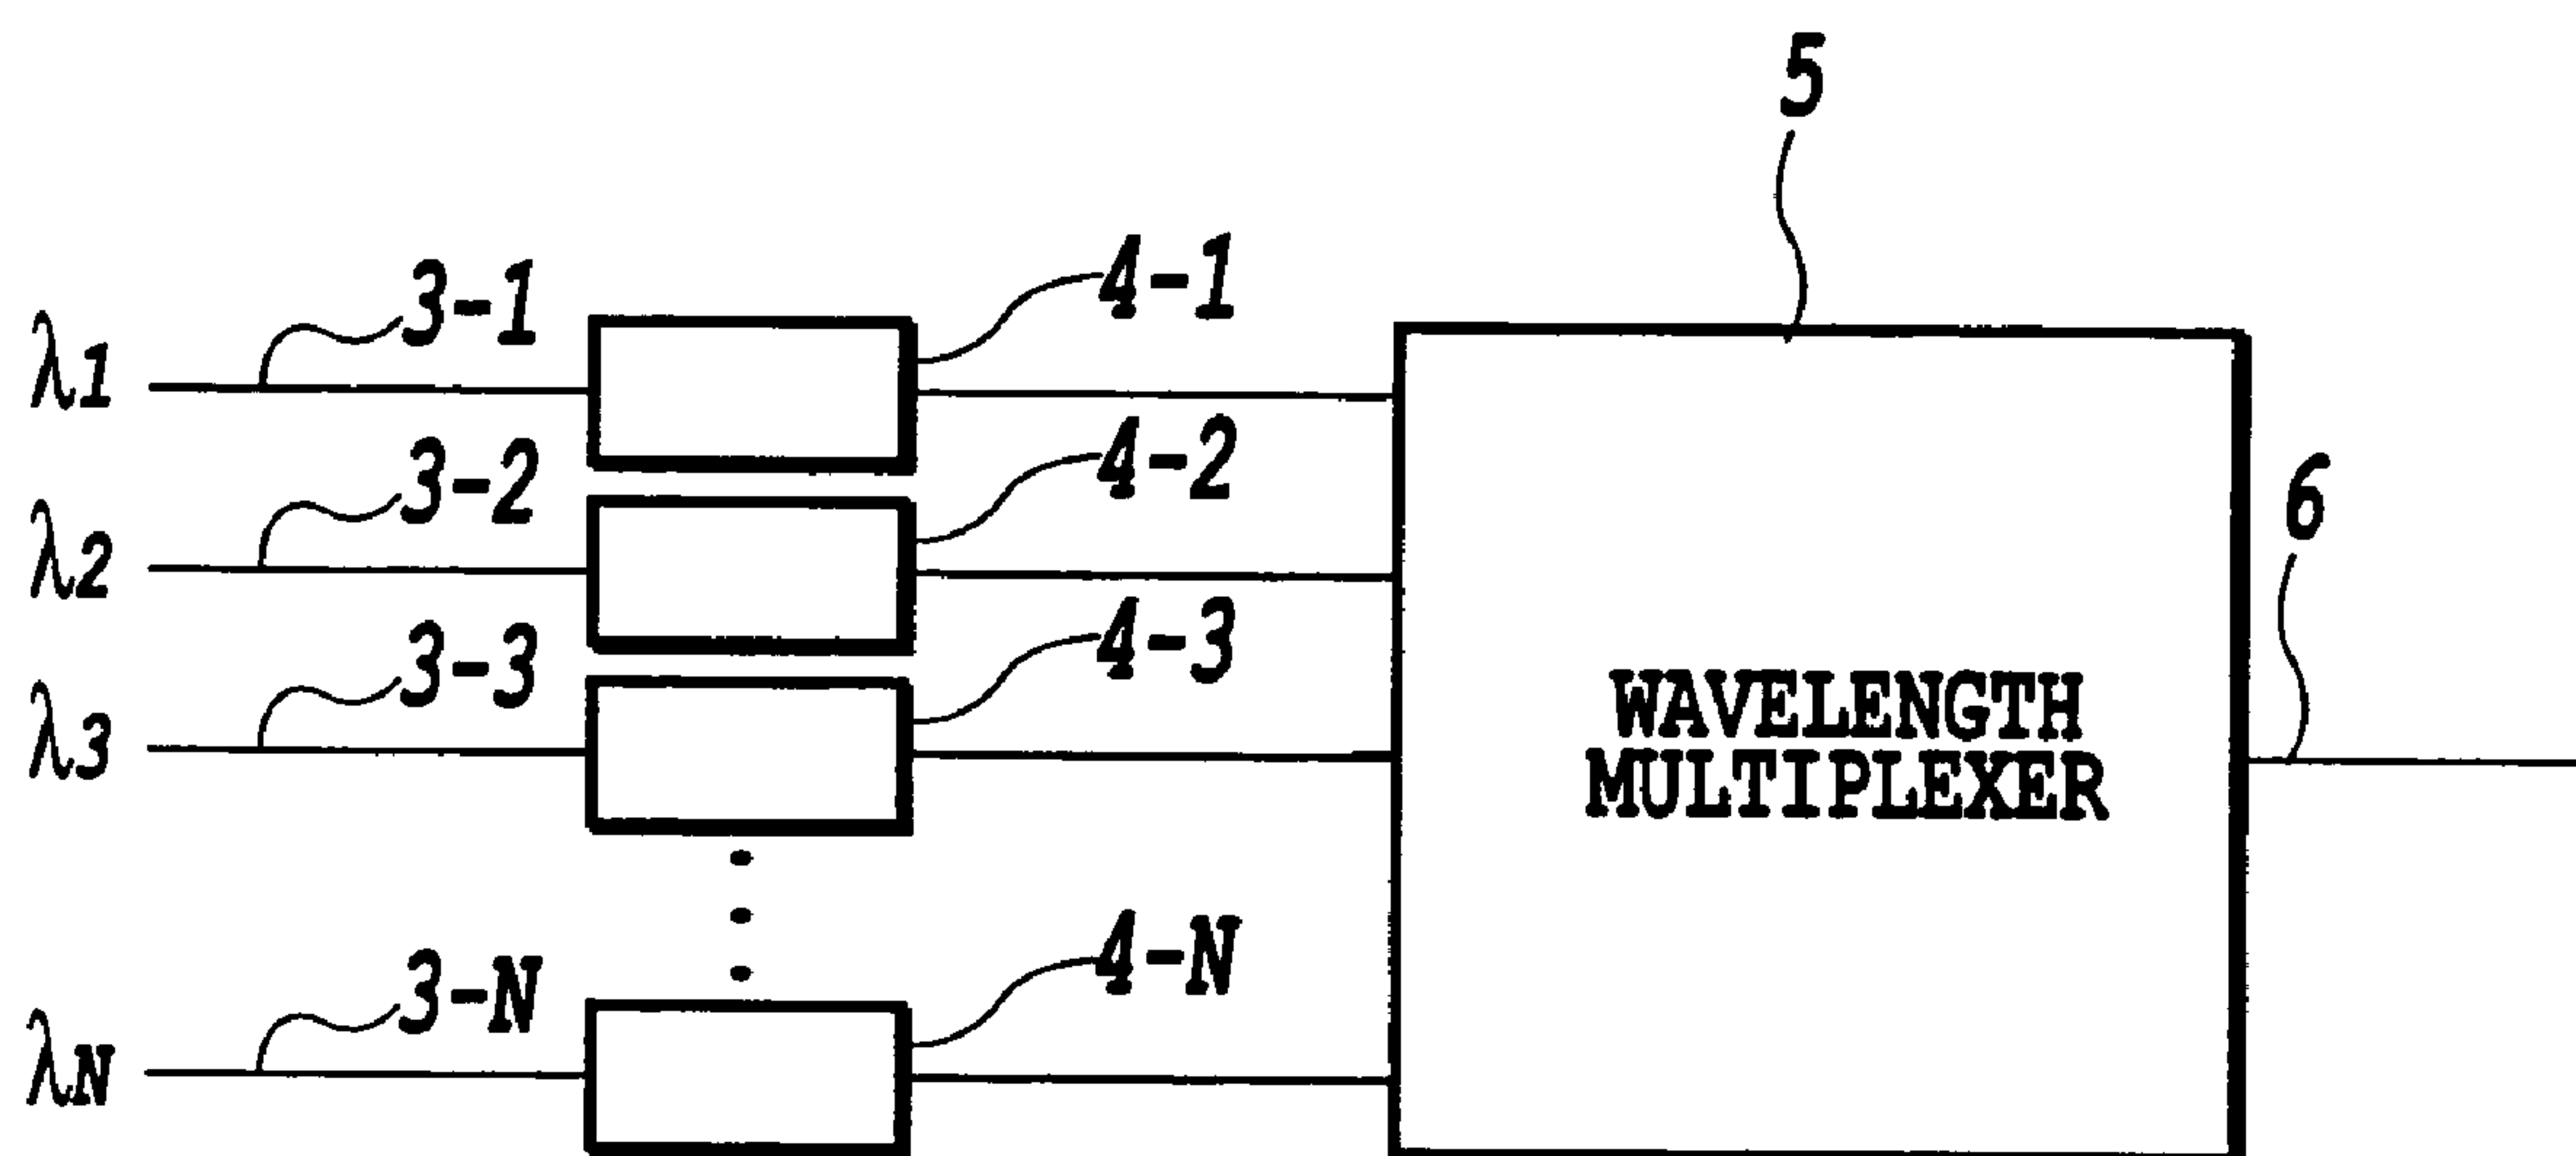 5
λ1 3-1 4-1
λ2 3-2 4-2
λ3 3-3 4-3
6
WAVELENGTH
MULTIPLEXER
λN 3-N 4-N